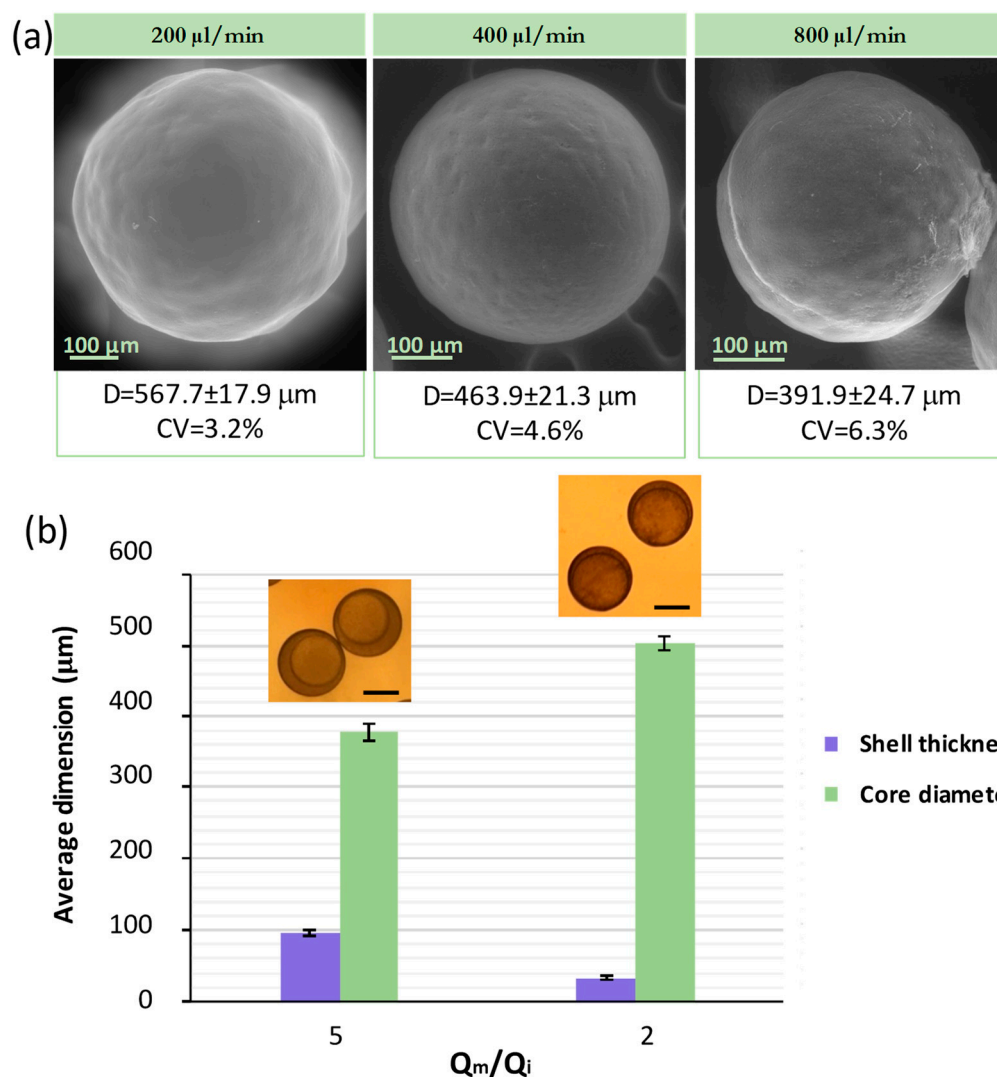 (a)
200 µl/min
400 µl/min
800 µl/min
100 µm
100 µm
100 µm
D=567.7±17.9 µm
CV=3.2%
D=463.9±21.3 µm
CV=4.6%
D=391.9±24.7 µm
CV=6.3%
(b)
Average dimension (µm)
600
500
400
300
200
100
0
5
2
Qm/Qi
Shell thickne
Core diamete